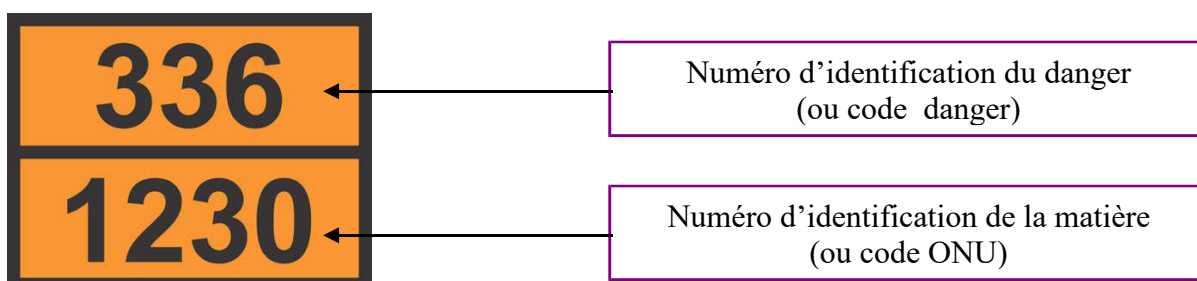 336
Numéro d’identification du danger
(ou code danger)
1230
Numéro d’identification de la matière
(ou code ONU)